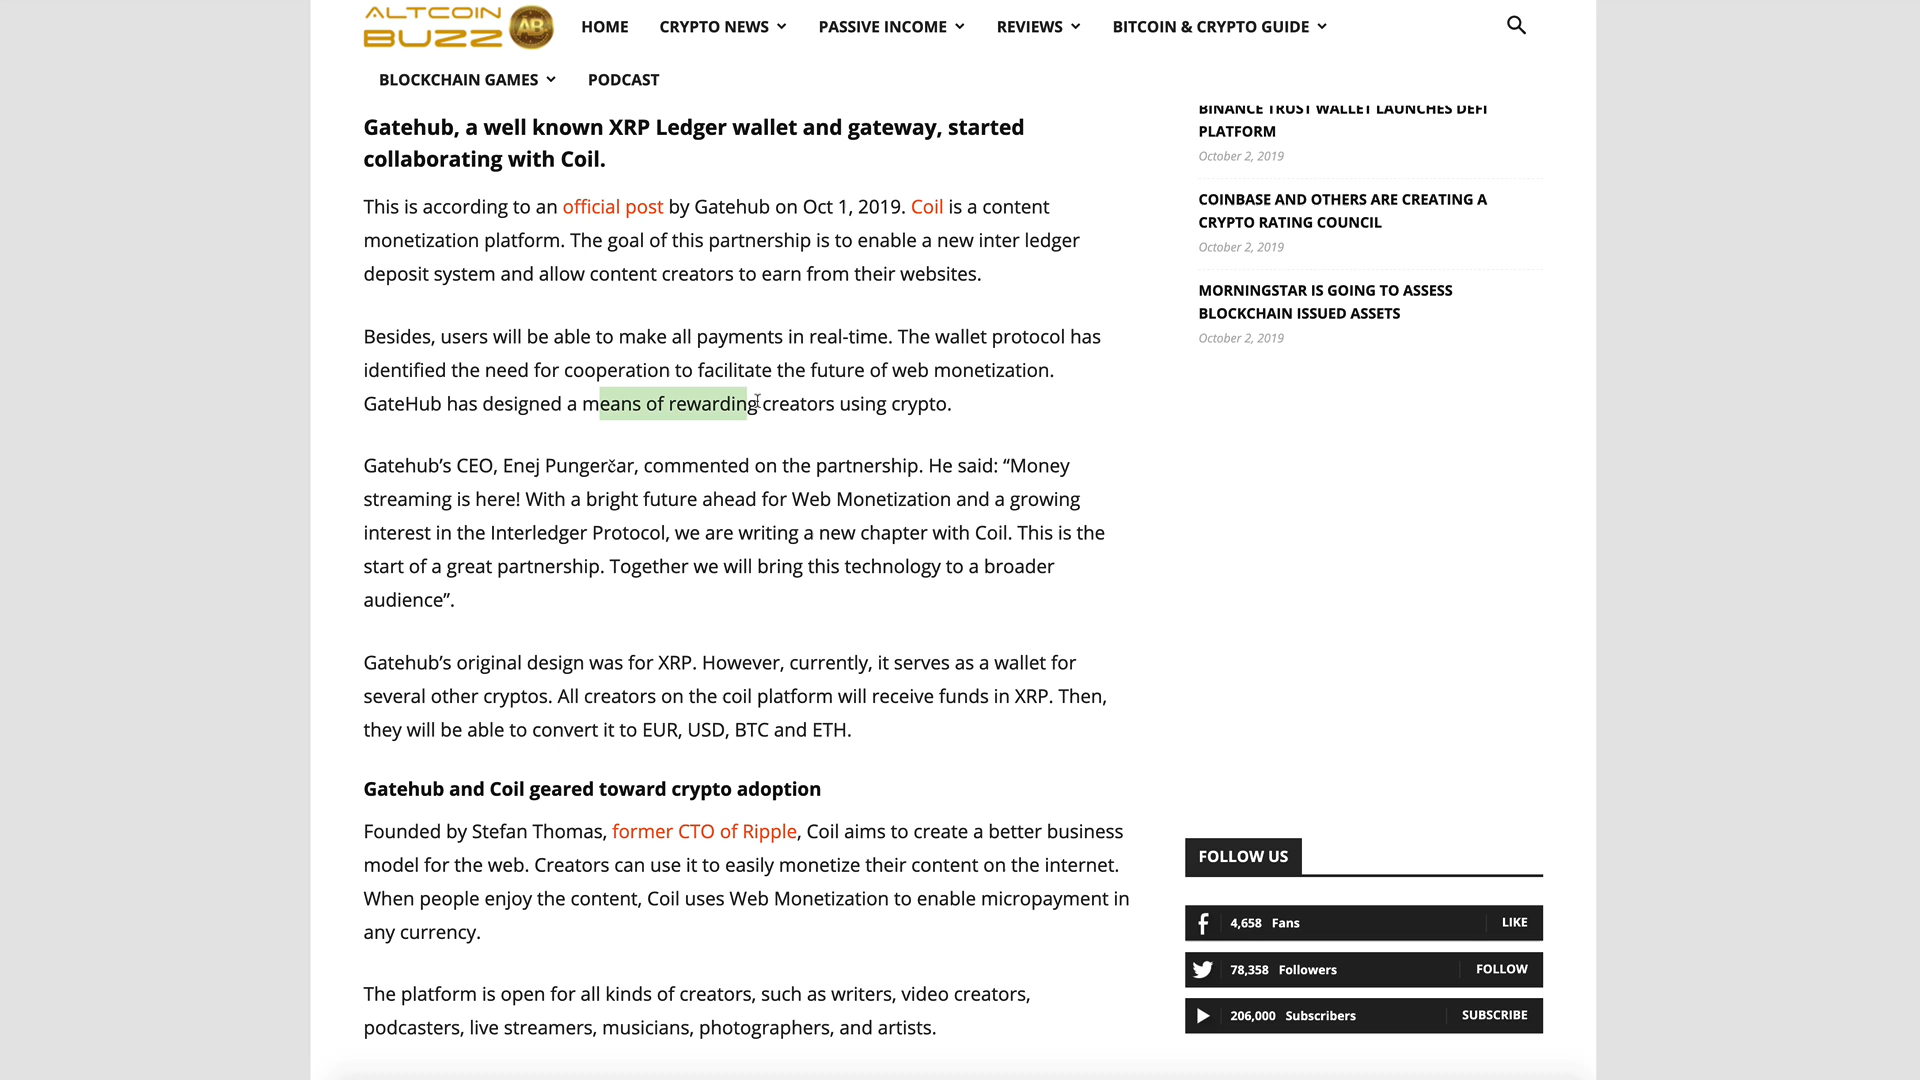 ALTCOIN
BUZZ AB
HOME CRYPTO NEWS PASSIVE INCOME REVIEWS BITCOIN & CRYPTO GUIDE
BLOCKCHAIN GAMES PODCAST
Gatehub, a well known XRP Ledger wallet and gateway, started
collaborating with Coil.
This is according to an official post by Gatehub on Oct 1, 2019. Coil is a content
monetization platform. The goal of this partnership is to enable a new inter ledger
deposit system and allow content creators to earn from their websites.
Besides, users will be able to make all payments in real-time. The wallet protocol has
identified the need for cooperation to facilitate the future of web monetization.
GateHub has designed a means of rewarding creators using crypto.
Gatehub’s CEO, Enej Pungerčar, commented on the partnership. He said: “Money
streaming is here! With a bright future ahead for Web Monetization and a growing
interest in the Interledger Protocol, we are writing a new chapter with Coil. This is the
start of a great partnership. Together we will bring this technology to a broader
audience”.
Gatehub’s original design was for XRP. However, currently, it serves as a wallet for
several other cryptos. All creators on the coil platform will receive funds in XRP. Then,
they will be able to convert it to EUR, USD, BTC and ETH.
Gatehub and Coil geared toward crypto adoption
Founded by Stefan Thomas, former CTO of Ripple, Coil aims to create a better business
model for the web. Creators can use it to easily monetize their content on the internet.
When people enjoy the content, Coil uses Web Monetization to enable micropayment in
any currency.
The platform is open for all kinds of creators, such as writers, video creators,
podcasters, live streamers, musicians, photographers, and artists.
BINANCE TRUST WALLET LAUNCHES DEFI
PLATFORM
October 2, 2019
COINBASE AND OTHERS ARE CREATING A
CRYPTO RATING COUNCIL
October 2, 2019
MORNINGSTAR IS GOING TO ASSESS
BLOCKCHAIN ISSUED ASSETS
October 2, 2019
FOLLOW US
4,658 Fans LIKE
78,358 Followers FOLLOW
206,000 Subscribers SUBSCRIBE